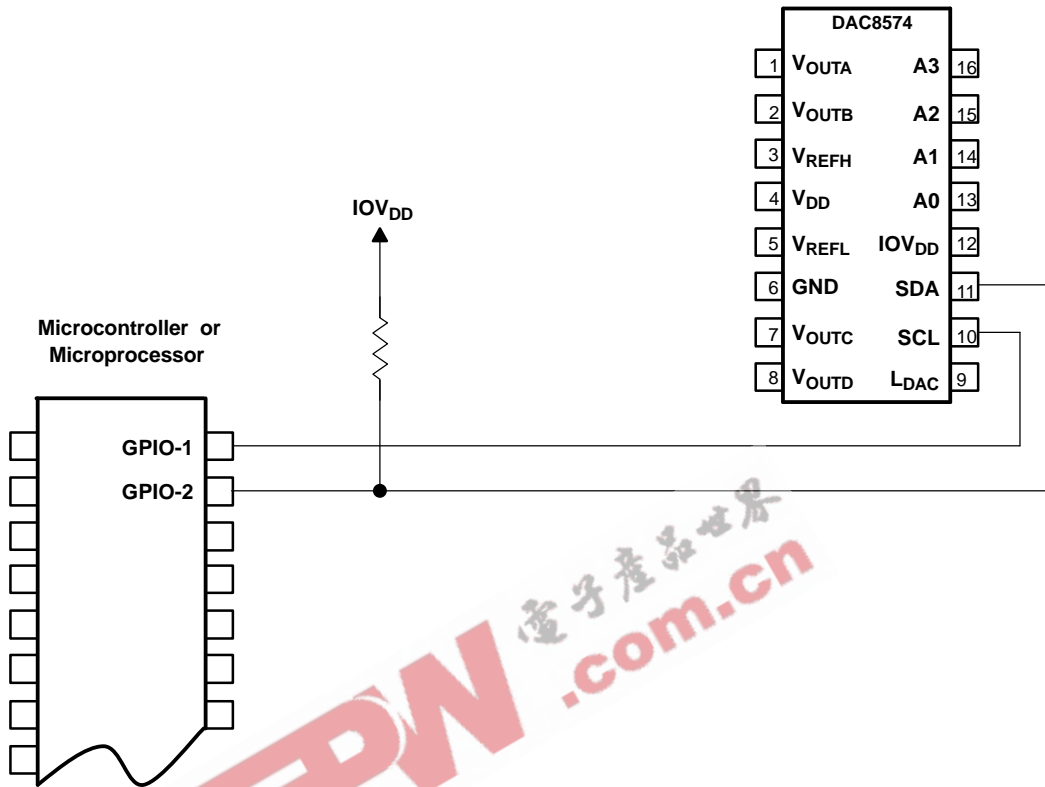 DAC8574
1 VOUTA A3 16
2 VOUTB A2 15
3 VREFH A1 14
4 VDD A0 13
5 VREFL IOVDD 12
6 GND SDA 11
7 VOUTC SCL 10
8 VOUTD LDAC 9
IOVDD
Microcontroller or
Microprocessor
GPIO-1
GPIO-2
電子產品世界
.com.cn